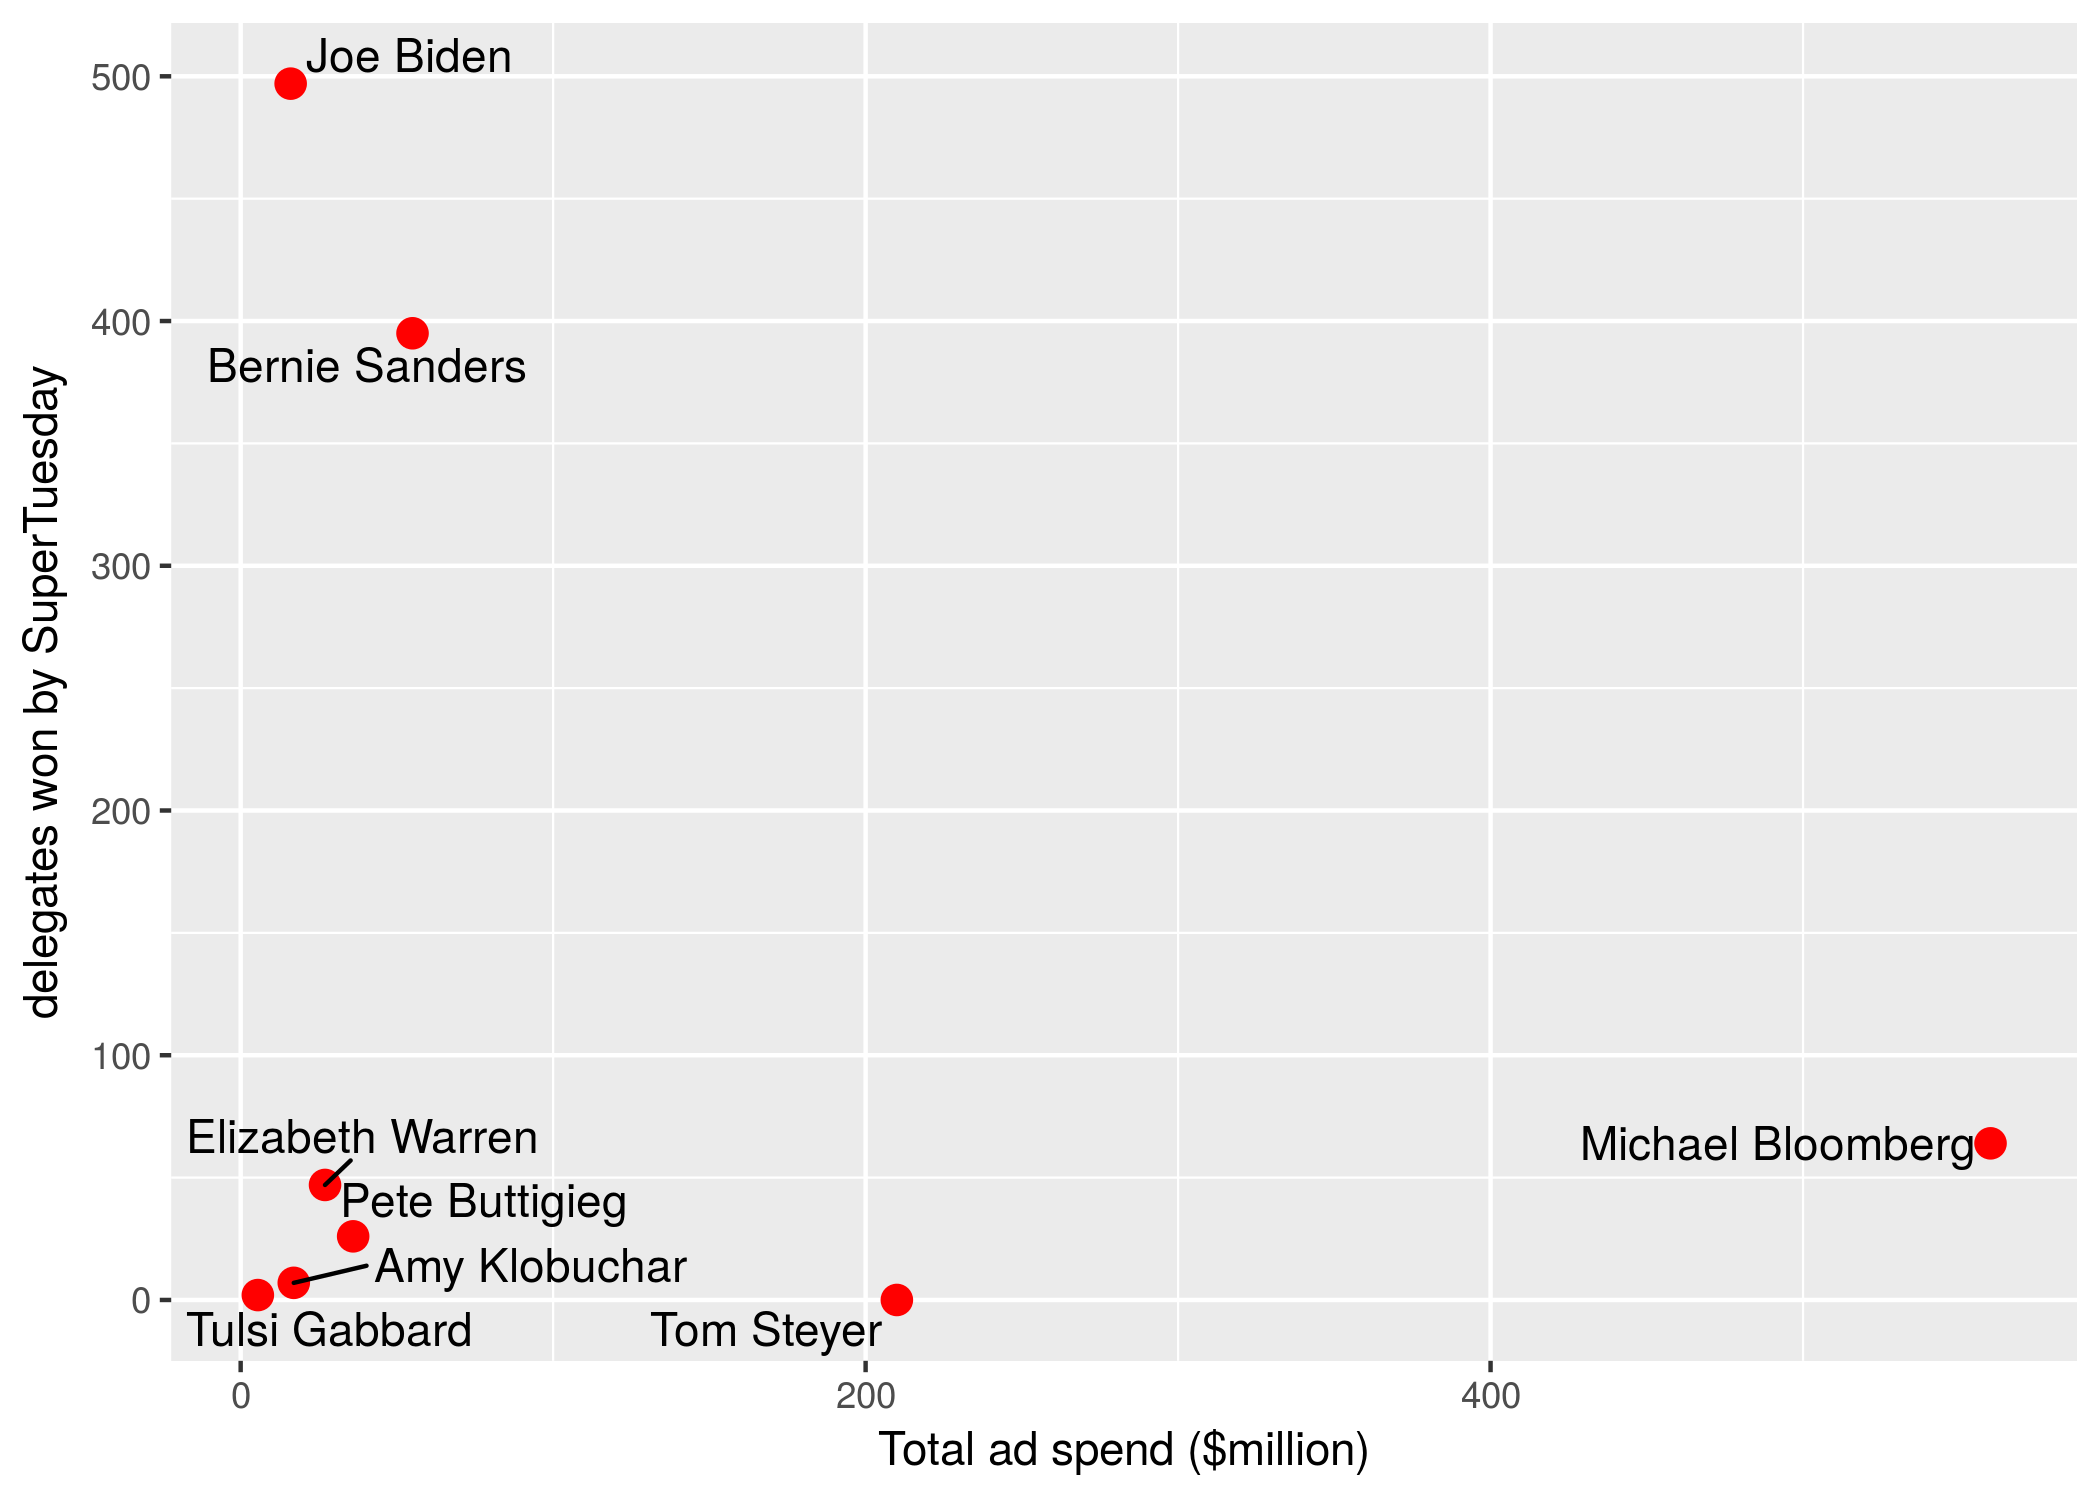 Joe Biden
500
400
Bernie Sanders
300
200
100
Elizabeth Warren
Michael Bloomberg
Pete Buttigieg
Amy Klobuchar
0
Tulsi Gabbard
Tom Steyer
0
200
400
Total ad spend ($million)
delegates won by SuperTuesday